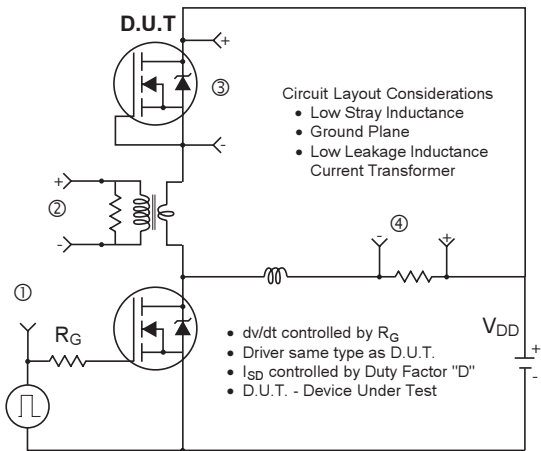 D.U.T
+
③
-
Circuit Layout Considerations
• Low Stray Inductance
• Ground Plane
• Low Leakage Inductance
Current Transformer
+
②
-
- ④ +
①
RG
VDD
+
-
• dv/dt controlled by RG
• Driver same type as D.U.T.
• ISD controlled by Duty Factor "D"
• D.U.T. - Device Under Test